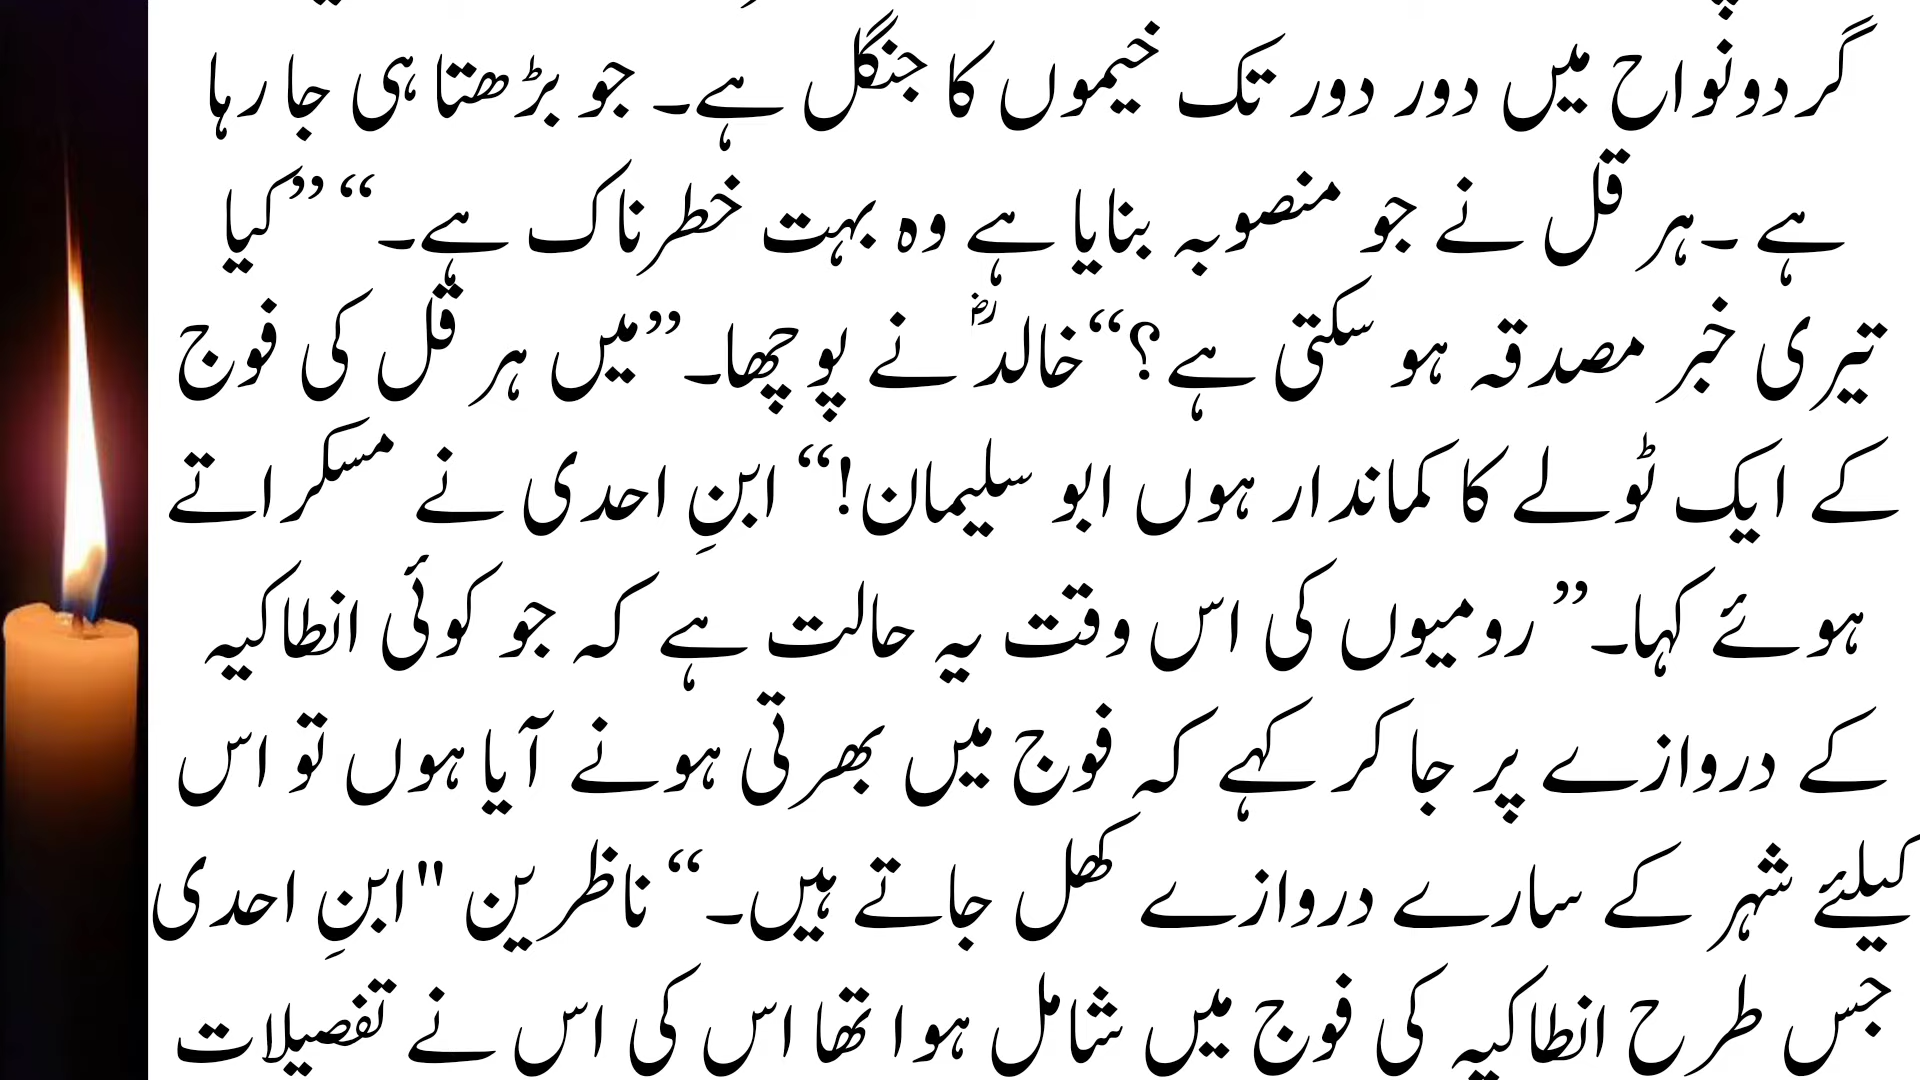 گردونواح میں دور دور تک خیموں کا جنگل ہے۔ جو بڑھتا ہی جا رہا
ہے ۔ہرقل نے جو منصوبہ بنایا ہے وہ بہت خطرناک ہے۔“ ”کیا
تیری خبر مصدقہ ہو سکتی ہے؟“خالدؓ نے پوچھا۔”میں ہرقل کی فوج
کے ایک ٹولے کا کماندار ہوں ابو سلیمان!“ ابنِ احدی نے مسکراتے
ہوئے کہا۔” رومیوں کی اس وقت یہ حالت ہے کہ جو کوئی انطاکیہ
کے دروازے پر جا کر کہے کہ فوج میں بھرتی ہونے آیا ہوں تو اس
کیلئے شہر کے سارے دروازے کھل جاتے ہیں۔“ ناظرین "ابنِ احدی
جس طرح انطاکیہ کی فوج میں شامل ہوا تھا اس کی اس نے تفصیلات